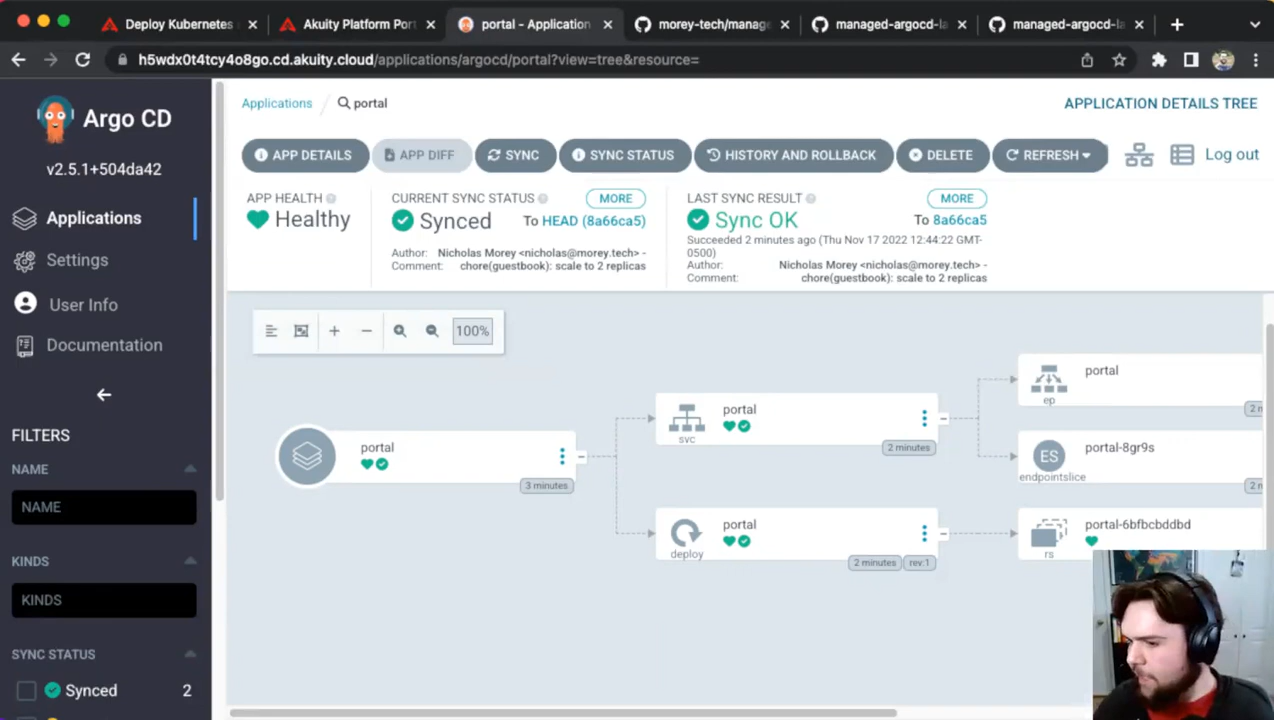 Deploy Kubernetes
Akuity Platform Port
portal - Application
morey-tech/manage
managed-argocd-la
managed-argocd-la
h5wdx0t4tcy4o8go.cd.akuity.cloud/applications/argocd/portal?view=tree&resource=
Argo CD
v2.5.1+504da42
Applications
Settings
User Info
Documentation
FILTERS
NAME
NAME
KINDS
KINDS
SYNC STATUS
Synced 2
Applications / portal
APPLICATION DETAILS TREE
APP DETAILS
APP DIFF
SYNC
SYNC STATUS
HISTORY AND ROLLBACK
DELETE
REFRESH
Log out
APP HEALTH
Healthy
CURRENT SYNC STATUS MORE
Synced To HEAD (8a66ca5)
Author: Nicholas Morey <nicholas@morey.tech> -
Comment: chore(guestbook): scale to 2 replicas
LAST SYNC RESULT MORE
Sync OK To 8a66ca5
Succeeded 2 minutes ago (Thu Nov 17 2022 12:44:22 GMT-
0500)
Author: Nicholas Morey <nicholas@morey.tech> -
Comment: chore(guestbook): scale to 2 replicas
100%
portal
3 minutes
portal
svc
2 minutes
portal
deploy
2 minutes rev:1
portal
ep
portal-8gr9s
ES
endpointslice
portal-6bfbcbddbd
rs